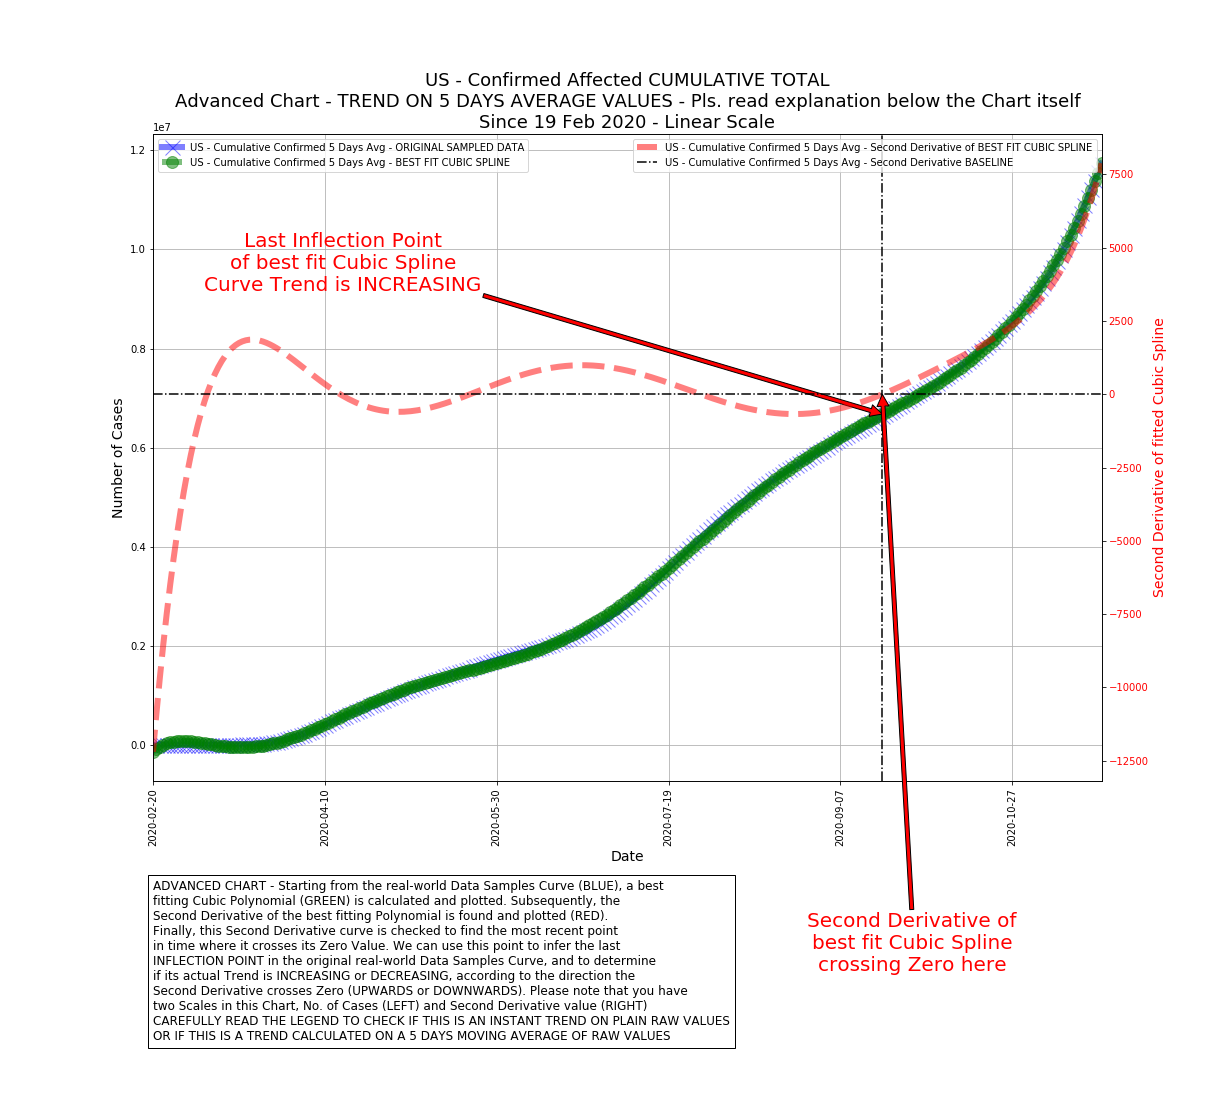 US - Confirmed Affected CUMULATIVE TOTAL
Advanced Chart - TREND ON 5 DAYS AVERAGE VALUES - Pls. read explanation below the Chart itself
Since 19 Feb 2020 - Linear Scale
1e7
US - Cumulative Confirmed 5 Days Avg - ORIGINAL SAMPLED DATA
US - Cumulative Confirmed 5 Days Avg - BEST FIT CUBIC SPLINE
US - Cumulative Confirmed 5 Days Avg - Second Derivative of BEST FIT CUBIC SPLINE
US - Cumulative Confirmed 5 Days Avg - Second Derivative BASELINE
Last Inflection Point
of best fit Cubic Spline
Curve Trend is INCREASING
Number of Cases
1.2
1.0
0.8
0.6
0.4
0.2
0.0
7500
5000
2500
0
−2500
−5000
−7500
−10000
−12500
Second Derivative of fitted Cubic Spline
2020-02-20
2020-04-10
2020-05-30
2020-07-19
2020-09-07
2020-10-27
Date
ADVANCED CHART - Starting from the real-world Data Samples Curve (BLUE), a best
fitting Cubic Polynomial (GREEN) is calculated and plotted. Subsequently, the
Second Derivative of the best fitting Polynomial is found and plotted (RED).
Finally, this Second Derivative curve is checked to find the most recent point
in time where it crosses its Zero Value. We can use this point to infer the last
INFLECTION POINT in the original real-world Data Samples Curve, and to determine
if its actual Trend is INCREASING or DECREASING, according to the direction the
Second Derivative crosses Zero (UPWARDS or DOWNWARDS). Please note that you have
two Scales in this Chart, No. of Cases (LEFT) and Second Derivative value (RIGHT)
CAREFULLY READ THE LEGEND TO CHECK IF THIS IS AN INSTANT TREND ON PLAIN RAW VALUES
OR IF THIS IS A TREND CALCULATED ON A 5 DAYS MOVING AVERAGE OF RAW VALUES
Second Derivative of
best fit Cubic Spline
crossing Zero here